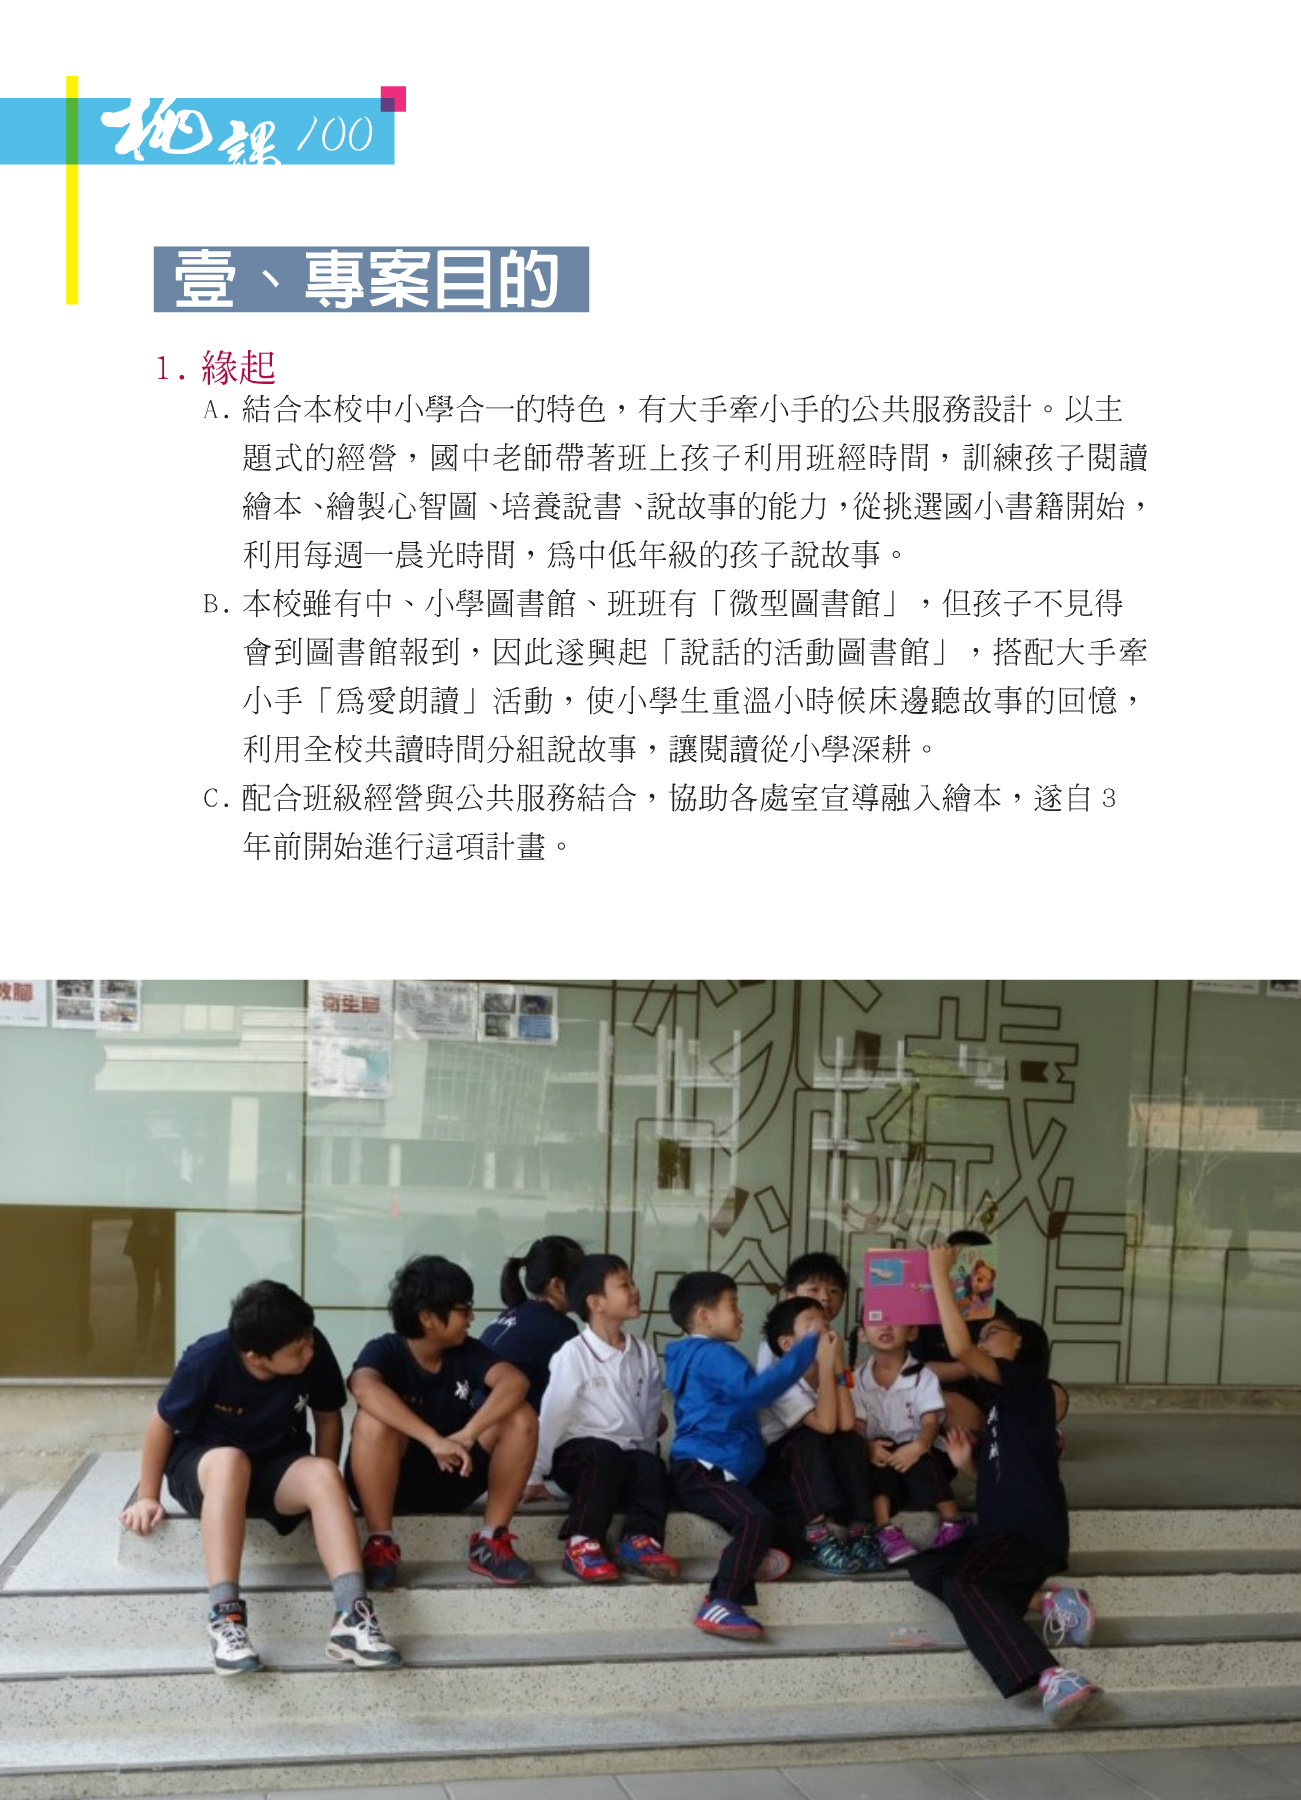 桃課100
壹、專案目的
1. 緣起
A. 結合本校中小學合一的特色，有大手牽小手的公共服務設計。以主
題式的經營，國中老師帶著班上孩子利用班經時間，訓練孩子閱讀
繪本、繪製心智圖、培養說書、說故事的能力，從挑選國小書籍開始，
利用每週一晨光時間，為中低年級的孩子說故事。
B. 本校雖有中、小學圖書館、班班有「微型圖書館」，但孩子不見得
會到圖書館報到，因此遂興起「說話的活動圖書館」，搭配大手牽
小手「為愛朗讀」活動，使小學生重溫小時候床邊聽故事的回憶，
利用全校共讀時間分組說故事，讓閱讀從小學深耕。
C. 配合班級經營與公共服務結合，協助各處室宣導融入繪本，遂自 3
年前開始進行這項計畫。